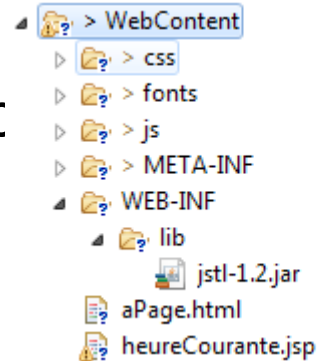 > WebContent
> css
> fonts
> js
> META-INF
WEB-INF
lib
jstl-1.2.jar
aPage.html
heureCourante.jsp